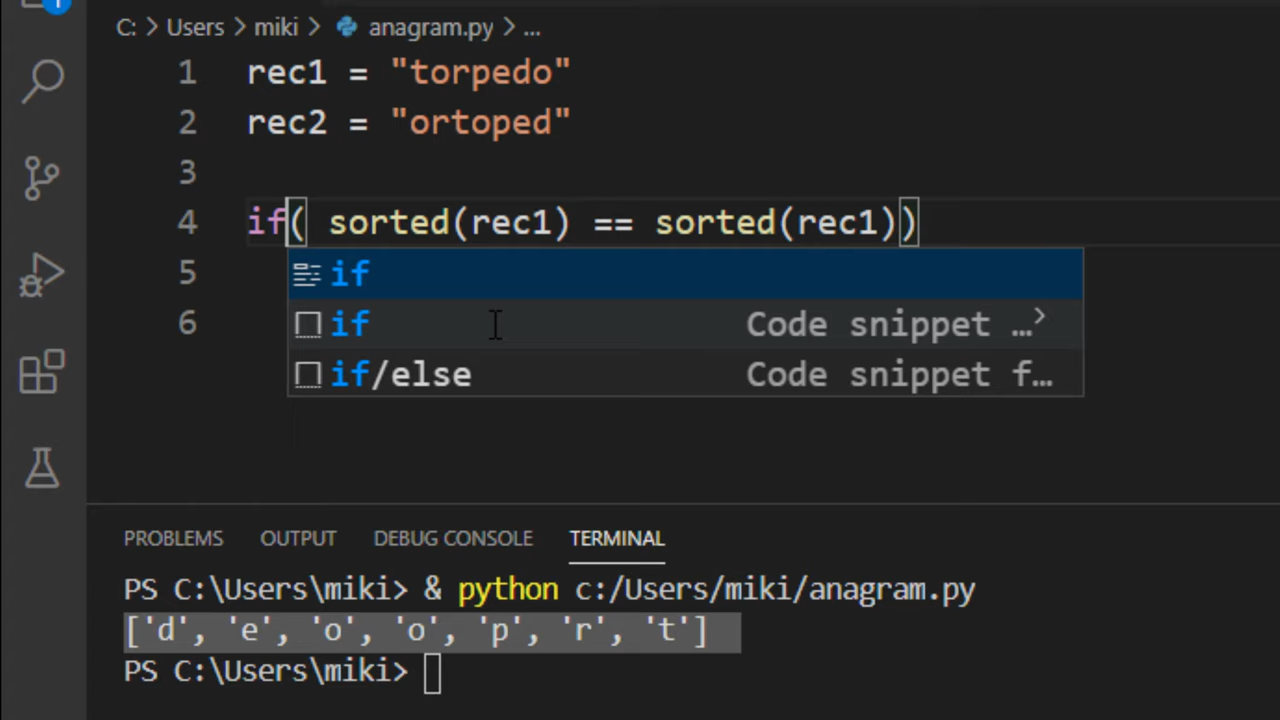 1
C: > Users > miki > anagram.py > ...
1 rec1 = "torpedo"
2 rec2 = "ortoped"
3
4 if( sorted(rec1) == sorted(rec1))
5 if
6 if Code snippet …>
if/else Code snippet f…
PROBLEMS OUTPUT DEBUG CONSOLE TERMINAL
PS C:\Users\miki> & python c:/Users/miki/anagram.py
['d', 'e', 'o', 'o', 'p', 'r', 't']
PS C:\Users\miki>